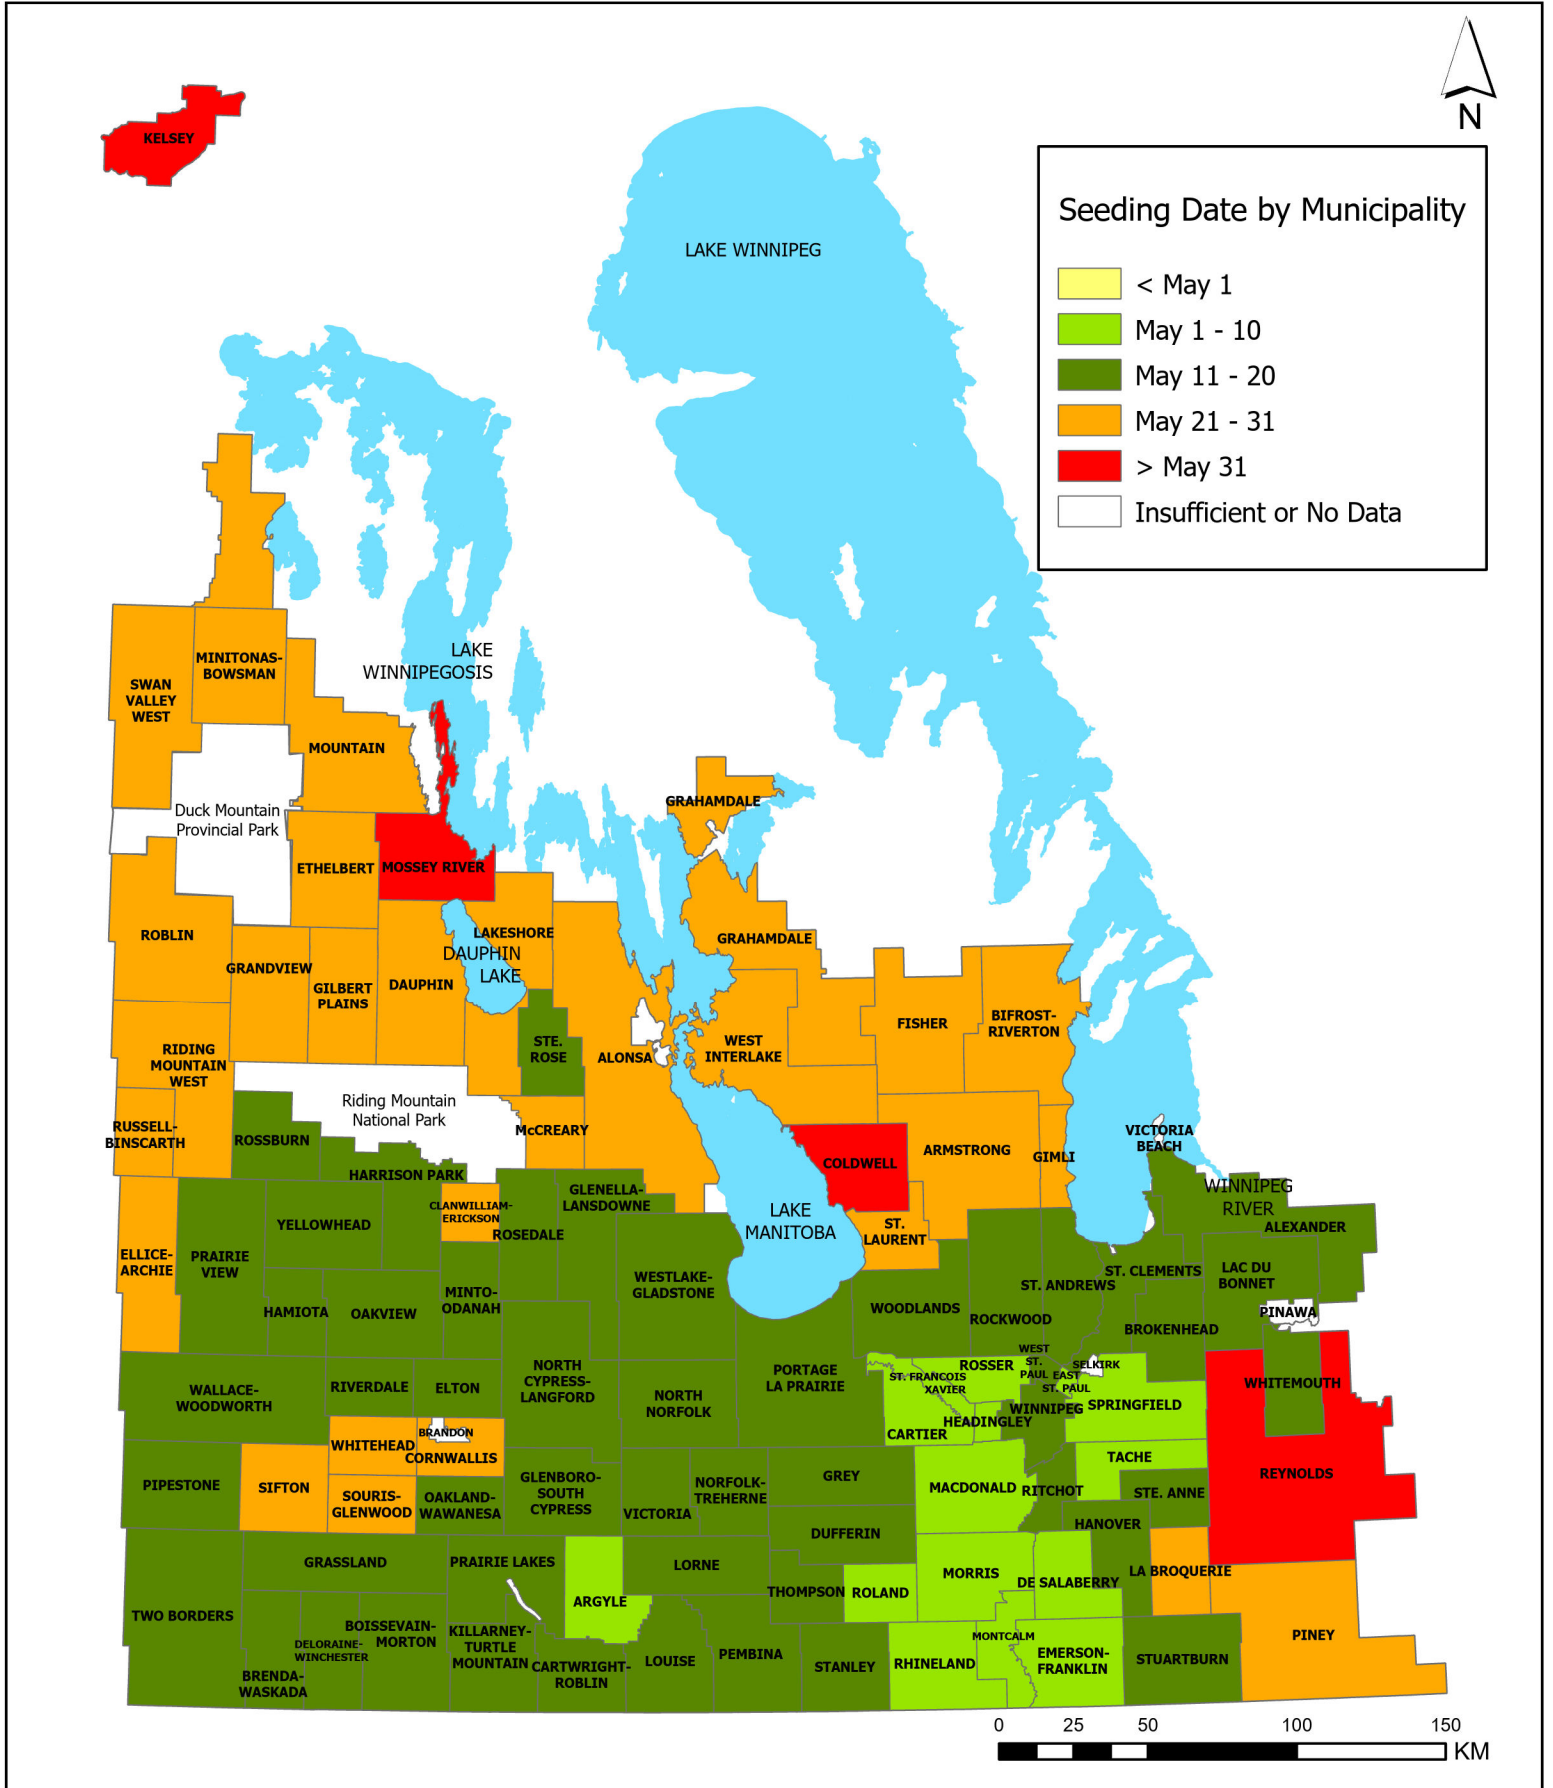 N
KELSEY
Seeding Date by Municipality
< May 1
May 1 - 10
May 11 - 20
May 21 - 31
> May 31
Insufficient or No Data
LAKE WINNIPEG
LAKE
WINNIPEGOSIS
MINITONAS-
BOWSMAN
SWAN
VALLEY
WEST
MOUNTAIN
Duck Mountain
Provincial Park
GRAHAMDALE
ETHELBERT
MOSSEY RIVER
ROBLIN
LAKESHORE
GRAHAMDALE
DAUPHIN
LAKE
GRANDVIEW
GILBERT
PLAINS
DAUPHIN
FISHER
BIFROST-
RIVERTON
STE.
ROSE
ALONSA
WEST
INTERLAKE
RIDING
MOUNTAIN
WEST
Riding Mountain
National Park
RUSSELL-
BINSCARTH
ROSSBURN
McCREARY
VICTORIA
BEACH
HARRISON PARK
COLDWELL
ARMSTRONG
GIMLI
CLANWILLIAM-
ERICKSON
GLENELLA-
LANSDOWNE
WINNIPEG
RIVER
YELLOWHEAD
ROSEDALE
LAKE
MANITOBA
ST.
LAURENT
ALEXANDER
ELLICE-
ARCHIE
PRAIRIE
VIEW
WESTLAKE-
GLADSTONE
ST. CLEMENTS
LAC DU
BONNET
HAMIOTA
OAKVIEW
MINTO-
ODANAH
ST. ANDREWS
WOODLANDS
ROCKWOOD
PINAWA
BROKENHEAD
WALLACE-
WOODWORTH
RIVERDALE
ELTON
NORTH
CYPRESS-
LANGFORD
NORTH
NORFOLK
PORTAGE
LA PRAIRIE
ST. FRANCOIS
XAVIER
ROSSER
WEST
ST.
PAUL
EAST
ST. PAUL
SELKIRK
WHITEMOUTH
SPRINGFIELD
WINNIPEG
HEADINGLEY
CARTIER
WHITEHEAD
BRANDON
CORNWALLIS
TACHE
REYNOLDS
PIPESTONE
SIFTON
SOURIS-
GLENWOOD
OAKLAND-
WAWANESA
GLENBORO-
SOUTH
CYPRESS
VICTORIA
NORFOLK-
TREHERNE
GREY
MACDONALD
RITCHOT
STE. ANNE
DUFFERIN
HANOVER
GRASSLAND
PRAIRIE LAKES
LORNE
MORRIS
DE SALABERRY
LA BROQUERIE
THOMPSON
ROLAND
ARGYLE
TWO BORDERS
BOISSEVAIN-
MORTON
DELORAINE-
WINCHESTER
BRENDA-
WASKADA
KILLARNEY-
TURTLE
MOUNTAIN
CARTWRIGHT-
ROBLIN
LOUISE
PEMBINA
STANLEY
RHINELAND
MONTCALM
EMERSON-
FRANKLIN
STUARTBURN
PINEY
0 25 50 100 150
KM